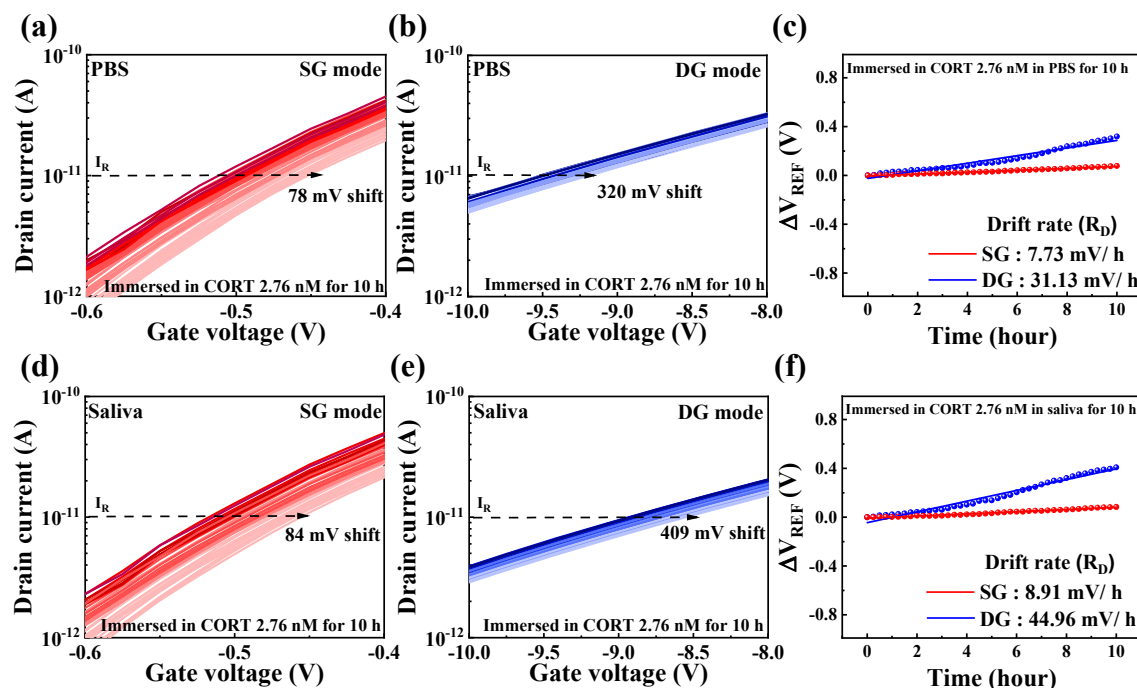 (a)
10⁻¹⁰
PBS
SG mode
Drain current (A)
I_R
10⁻¹¹
78 mV shift
Immersed in CORT 2.76 nM for 10 h
10⁻¹²
-0.6
-0.5
-0.4
Gate voltage (V)
(b)
10⁻¹⁰
PBS
DG mode
Drain current (A)
I_R
10⁻¹¹
320 mV shift
Immersed in CORT 2.76 nM for 10 h
10⁻¹²
-10.0
-9.5
-9.0
-8.5
-8.0
Gate voltage (V)
(c)
Immersed in CORT 2.76 nM in PBS for 10 h
0.8
0.4
0.0
-0.4
-0.8
ΔV_REF (V)
Drift rate (R_D)
SG : 7.73 mV/ h
DG : 31.13 mV/ h
0
2
4
6
8
10
Time (hour)
(d)
10⁻¹⁰
Saliva
SG mode
Drain current (A)
I_R
10⁻¹¹
84 mV shift
Immersed in CORT 2.76 nM for 10 h
10⁻¹²
-0.6
-0.5
-0.4
Gate voltage (V)
(e)
10⁻¹⁰
Saliva
DG mode
Drain current (A)
I_R
10⁻¹¹
409 mV shift
Immersed in CORT 2.76 nM for 10 h
10⁻¹²
-10.0
-9.5
-9.0
-8.5
-8.0
Gate voltage (V)
(f)
Immersed in CORT 2.76 nM in saliva for 10 h
0.8
0.4
0.0
-0.4
-0.8
ΔV_REF (V)
Drift rate (R_D)
SG : 8.91 mV/ h
DG : 44.96 mV/ h
0
2
4
6
8
10
Time (hour)